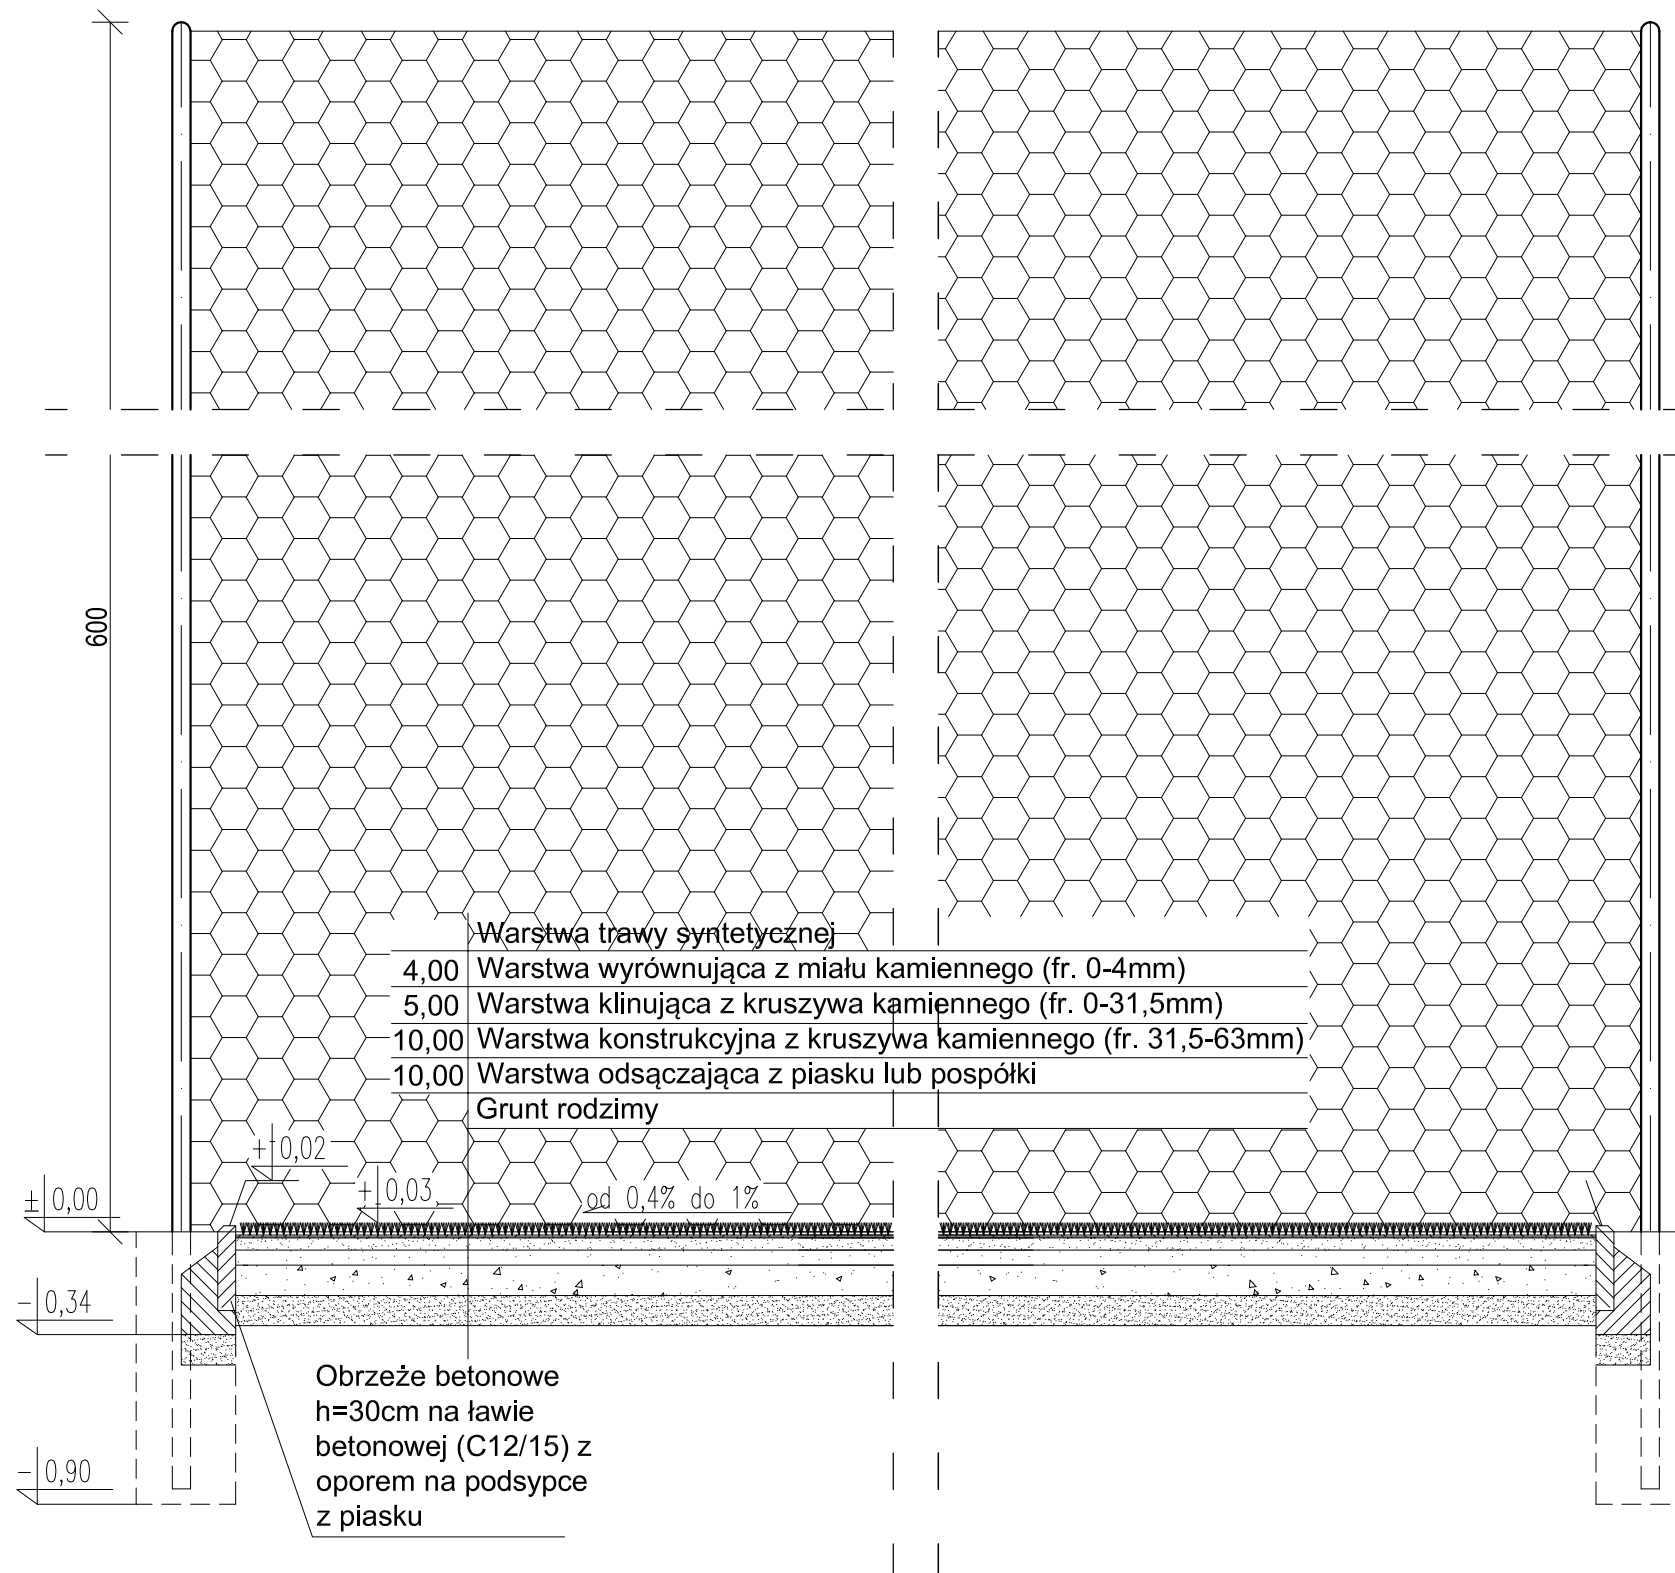 600
Warstwa trawy syntetycznej
4,00 Warstwa wyrównująca z miału kamiennego (fr. 0-4mm)
5,00 Warstwa klinująca z kruszywa kamiennego (fr. 0-31,5mm)
10,00 Warstwa konstrukcyjna z kruszywa kamiennego (fr. 31,5-63mm)
10,00 Warstwa odsączająca z piasku lub pospółki
Grunt rodzimy
+0,02
±0,00
+0,03
od 0,4% do 1%
-0,34
Obrzeże betonowe
h=30cm na ławie
betonowej (C12/15) z
oporem na podsypce
z piasku
-0,90